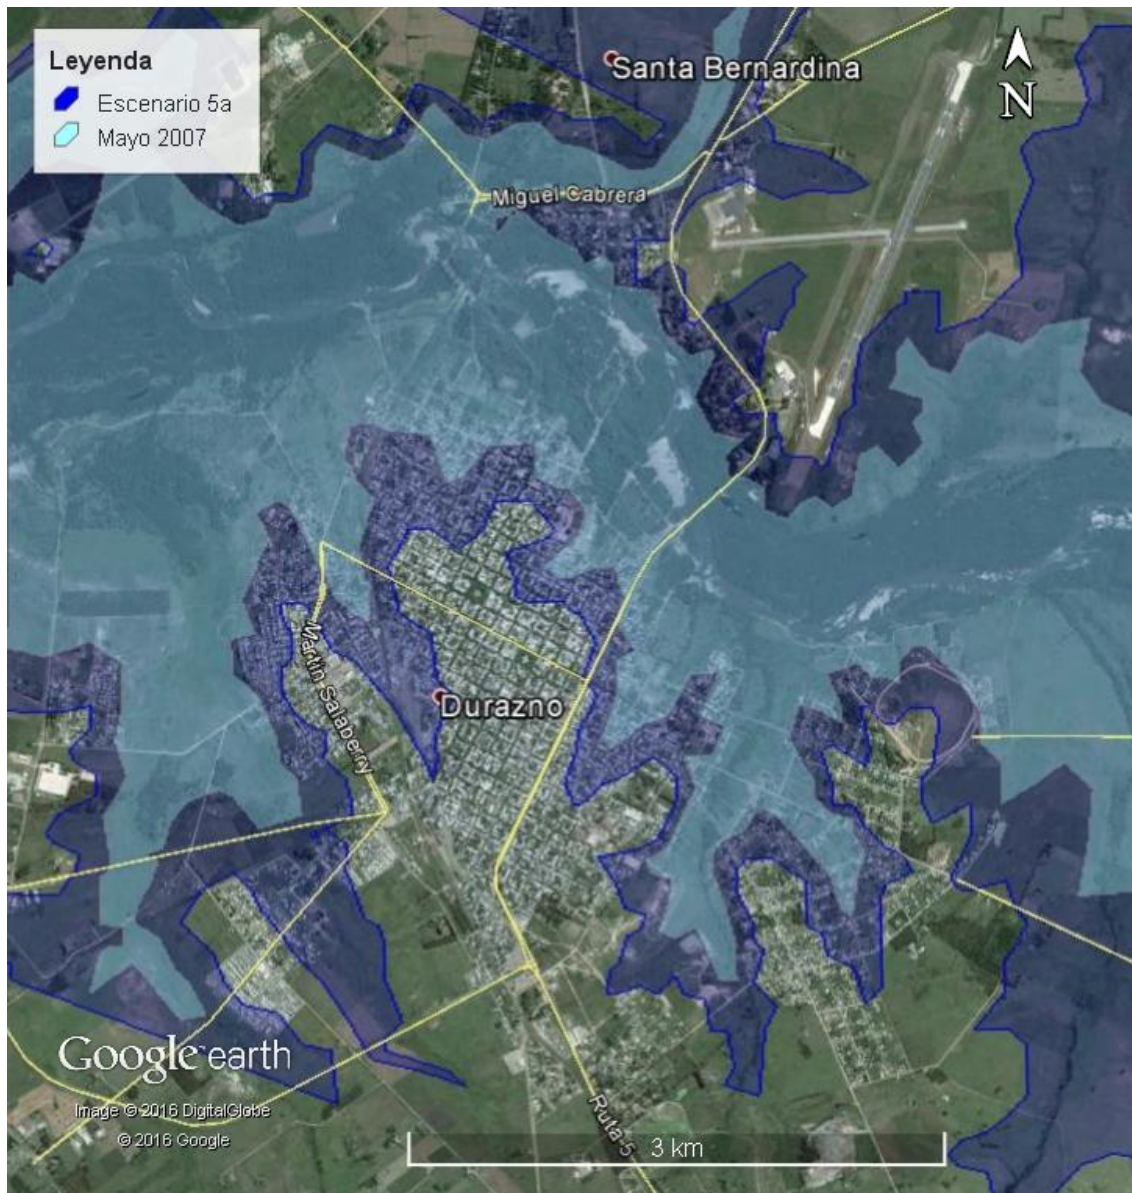 Leyenda
Escenario 5a
Mayo 2007
Santa Bernardina
N
Miguel Cabrera
Martín Salaberry
Durazno
Google earth
Image © 2016 DigitalGlobe
© 2016 Google
Ruta 5
3 km